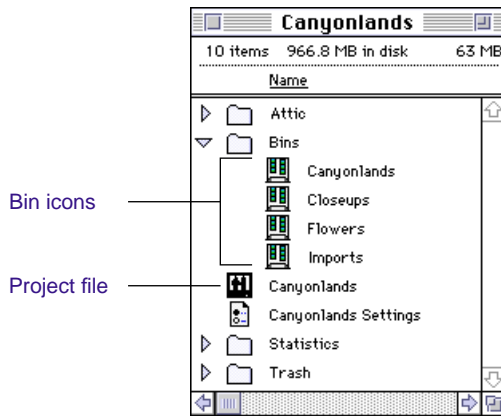 Canyonlands
10 items 966.8 MB in disk 63 MB
Name
Attic
Bins
Canyonlands
Closeups
Flowers
Imports
Canyonlands
Canyonlands Settings
Statistics
Trash
Bin icons
Project file